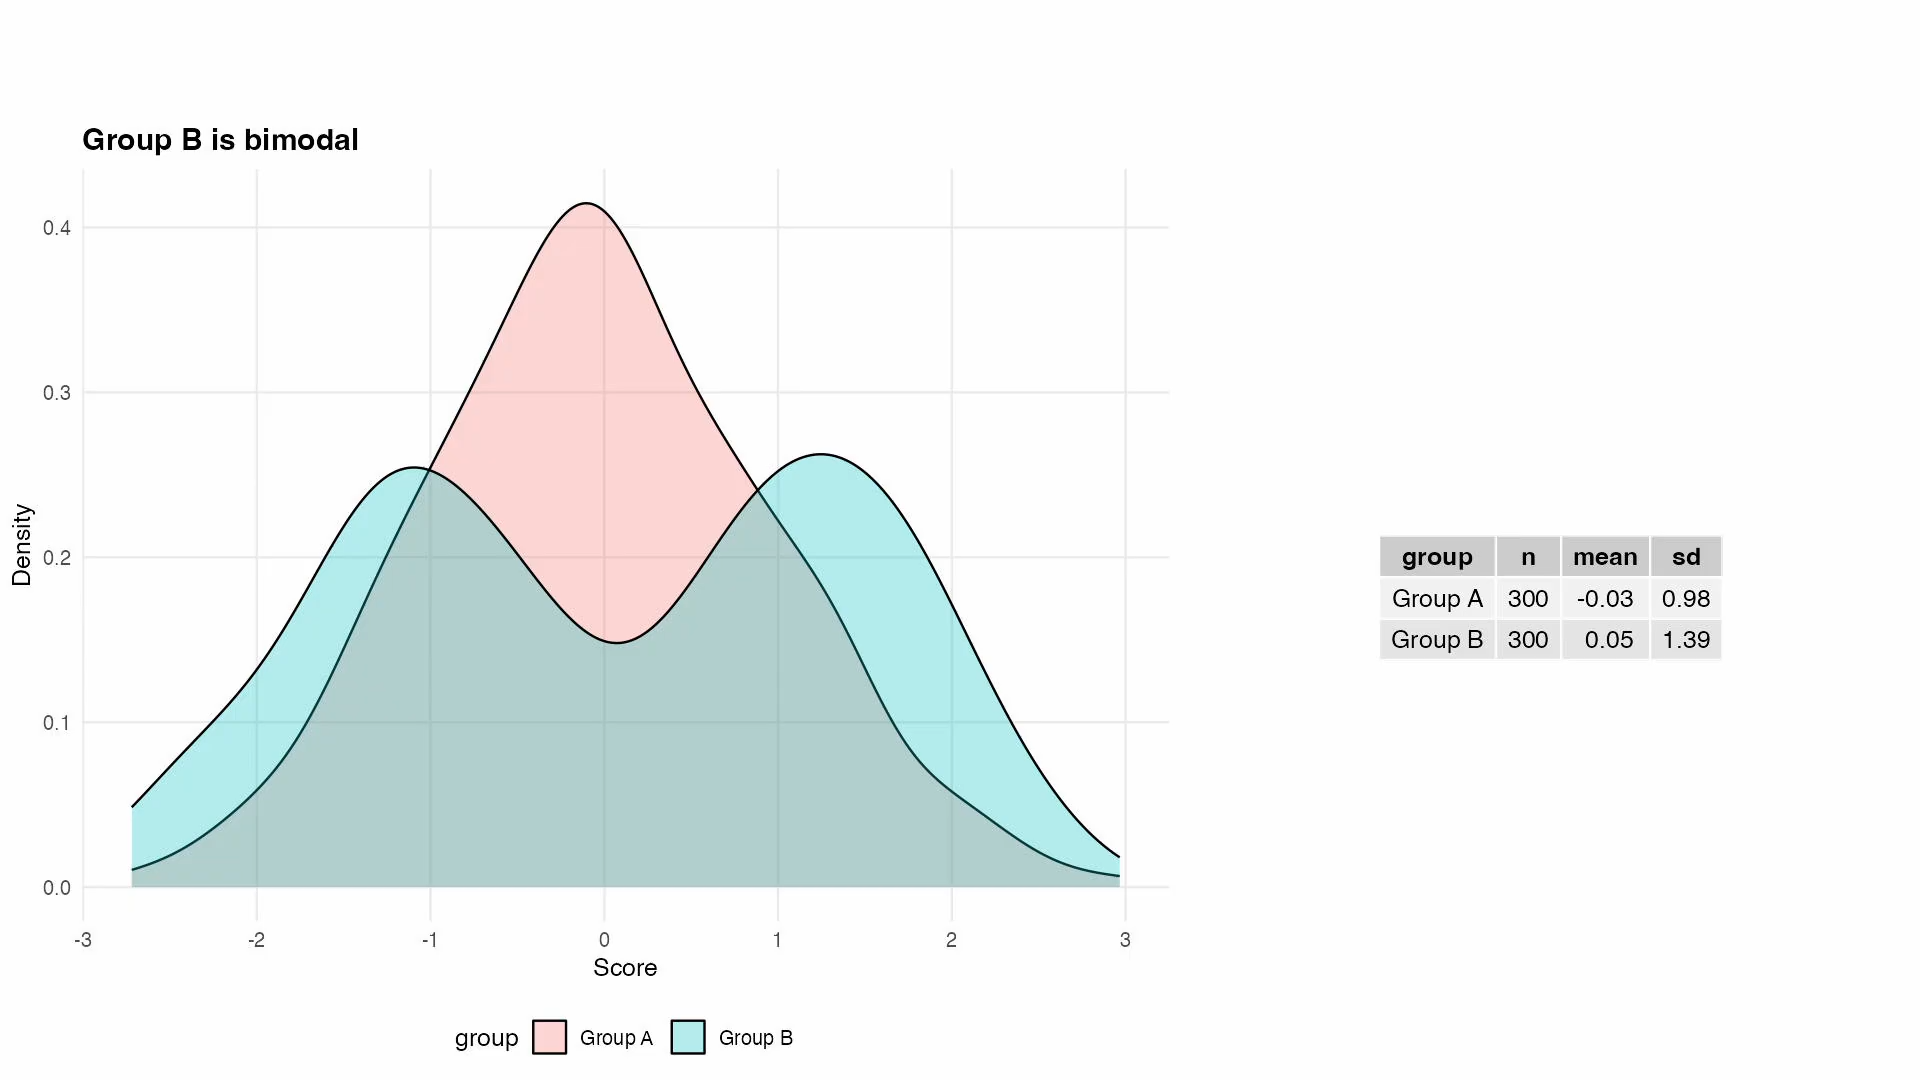 Group B is bimodal
Density
0.4
0.3
0.2
0.1
0.0
-3 -2 -1 0 1 2 3
Score
group Group A Group B
group n mean sd
Group A 300 -0.03 0.98
Group B 300 0.05 1.39